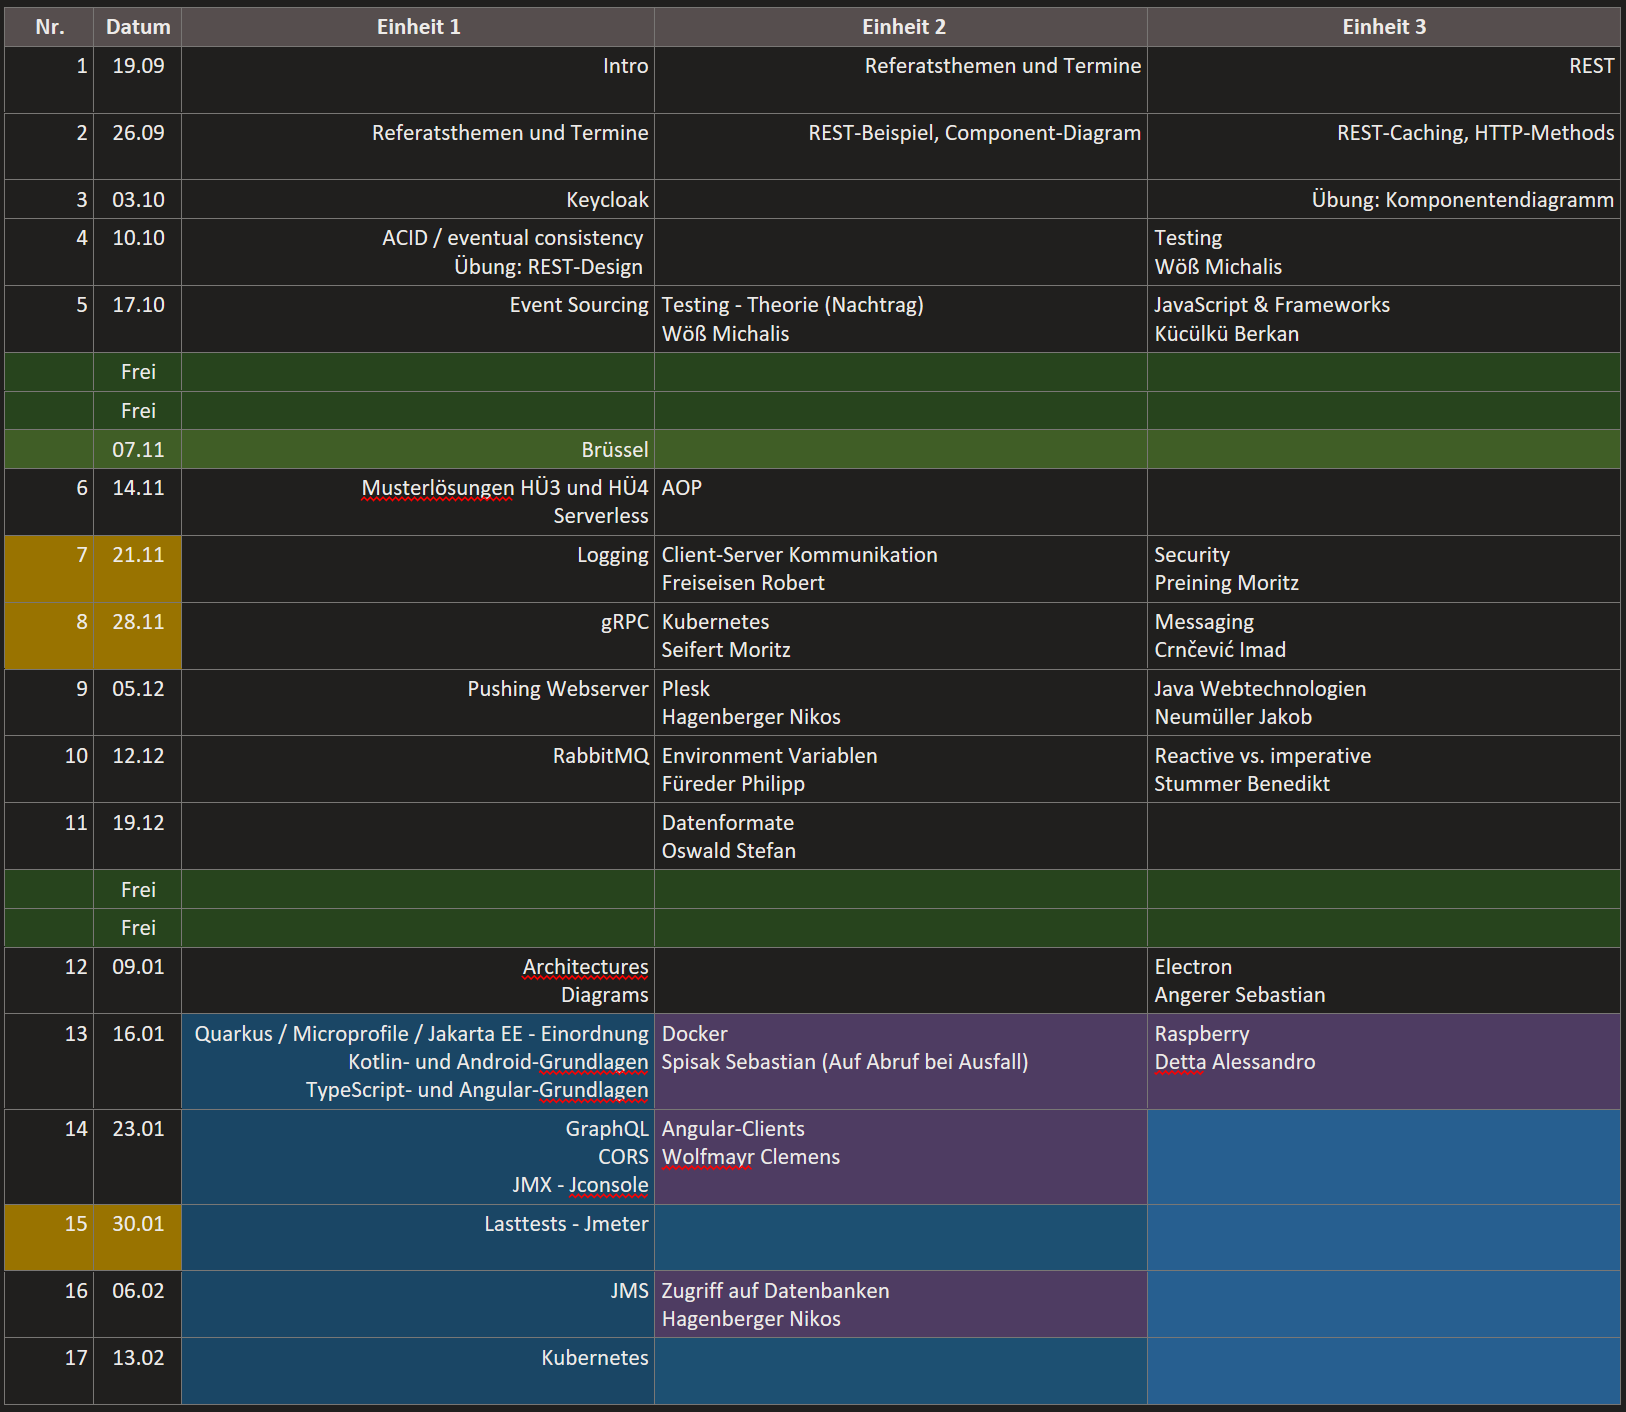 Nr. Datum Einheit 1 Einheit 2 Einheit 3
1 19.09 Intro Referatsthemen und Termine REST
2 26.09 Referatsthemen und Termine REST-Beispiel, Component-Diagram REST-Caching, HTTP-Methods
3 03.10 Keycloak Übung: Komponentendiagramm
4 10.10 ACID / eventual consistency Testing
Übung: REST-Design Wöß Michalis
5 17.10 Event Sourcing Testing - Theorie (Nachtrag) JavaScript & Frameworks
Wöß Michalis Kücülkü Berkan
Frei
Frei
07.11 Brüssel
6 14.11 Musterlösungen HÜ3 und HÜ4 AOP
Serverless
7 21.11 Logging Client-Server Kommunikation Security
Freiseisen Robert Preining Moritz
8 28.11 gRPC Kubernetes Messaging
Seifert Moritz Crnčević Imad
9 05.12 Pushing Webserver Plesk Java Webtechnologien
Hagenberger Nikos Neumüller Jakob
10 12.12 RabbitMQ Environment Variablen Reactive vs. imperative
Füreder Philipp Stummer Benedikt
11 19.12 Datenformate
Oswald Stefan
Frei
Frei
12 09.01 Architectures Electron
Diagrams Angerer Sebastian
13 16.01 Quarkus / Microprofile / Jakarta EE - Einordnung Docker Raspberry
Kotlin- und Android-Grundlagen Spisak Sebastian (Auf Abruf bei Ausfall) Detta Alessandro
TypeScript- und Angular-Grundlagen
14 23.01 GraphQL Angular-Clients
CORS Wolfmayr Clemens
JMX - Jconsole
15 30.01 Lasttests - Jmeter
16 06.02 JMS Zugriff auf Datenbanken
Hagenberger Nikos
17 13.02 Kubernetes